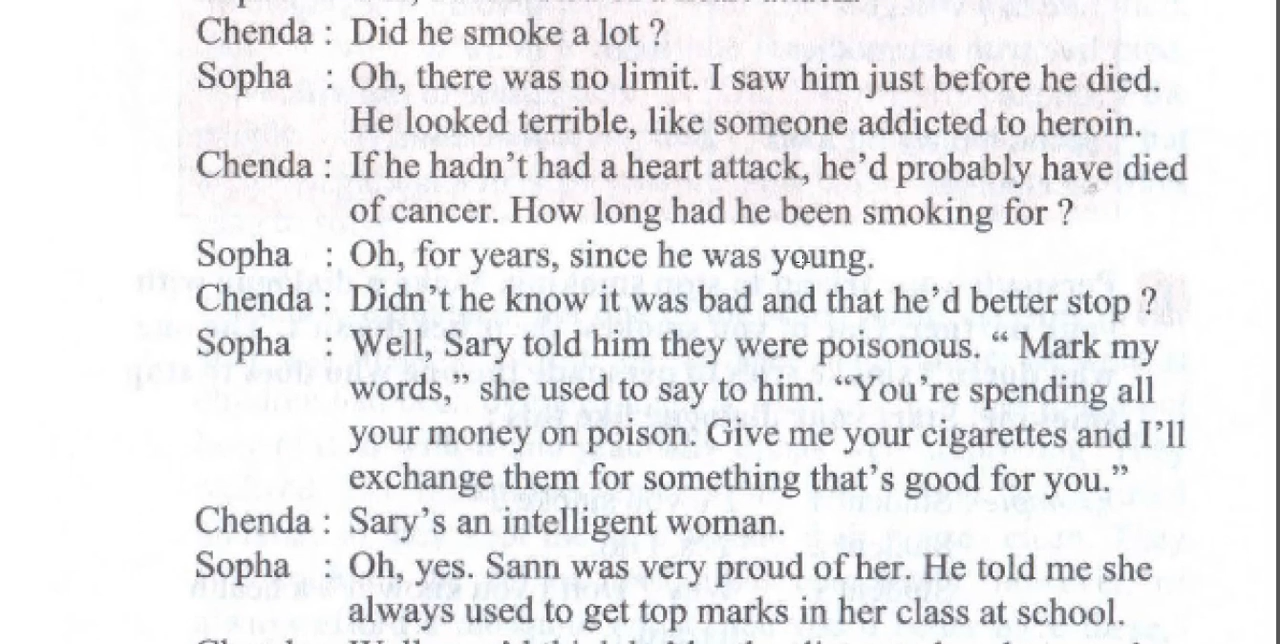 Chenda : Did he smoke a lot ?
Sopha : Oh, there was no limit. I saw him just before he died.
He looked terrible, like someone addicted to heroin.
Chenda : If he hadn't had a heart attack, he'd probably have died
of cancer. How long had he been smoking for ?
Sopha : Oh, for years, since he was young.
Chenda : Didn't he know it was bad and that he'd better stop ?
Sopha : Well, Sary told him they were poisonous. “ Mark my
words,” she used to say to him. “You're spending all
your money on poison. Give me your cigarettes and I'll
exchange them for something that's good for you.”
Chenda : Sary's an intelligent woman.
Sopha : Oh, yes. Sann was very proud of her. He told me she
always used to get top marks in her class at school.